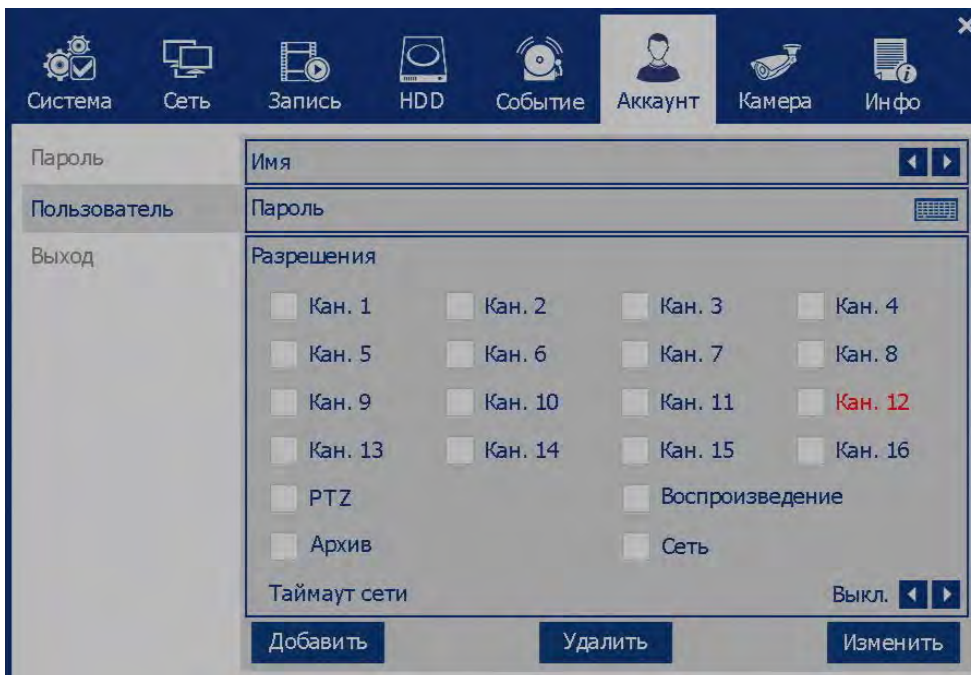 Система Сеть Запись HDD Событие Аккаунт Камера Инфо
Пароль
Пользователь
Выход
Имя
Пароль
Разрешения
Кан. 1 Кан. 2 Кан. 3 Кан. 4
Кан. 5 Кан. 6 Кан. 7 Кан. 8
Кан. 9 Кан. 10 Кан. 11 Кан. 12
Кан. 13 Кан. 14 Кан. 15 Кан. 16
PTZ Воспроизведение
Архив Сеть
Таймаут сети Выкл.
Добавить Удалить Изменить